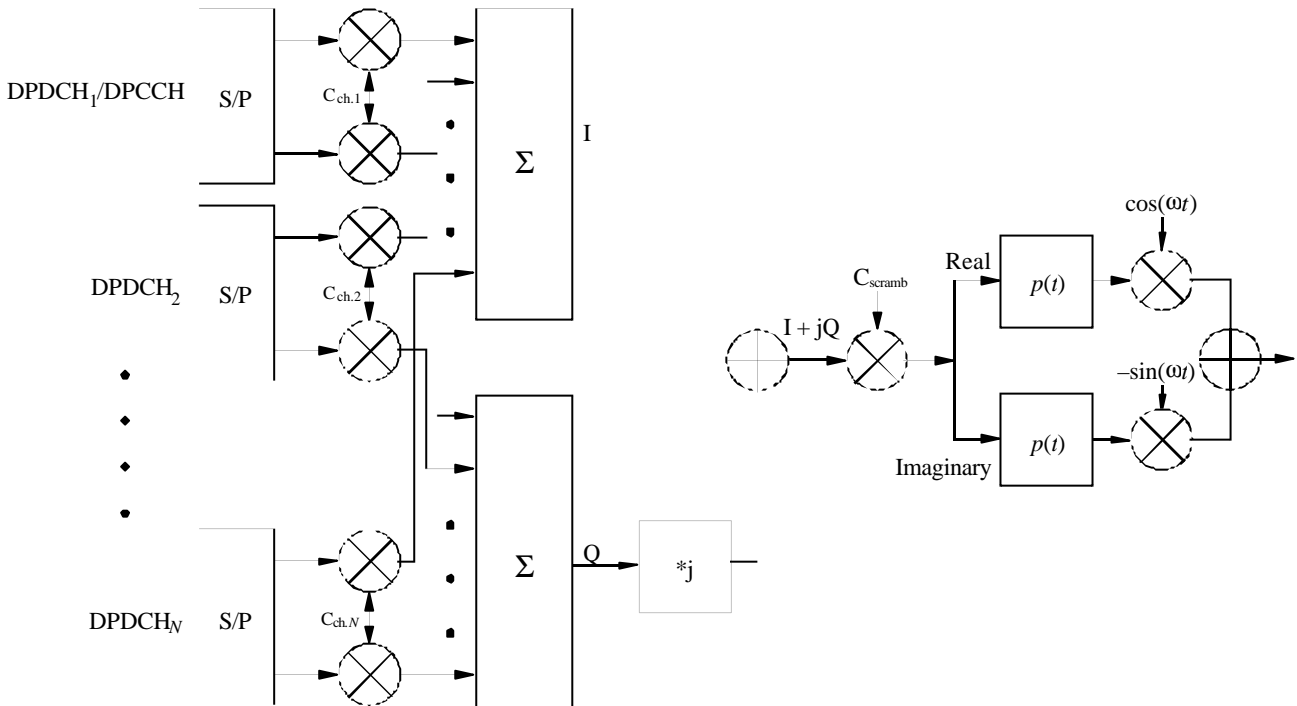 DPDCH1/DPCCH
S/P
Cch.1
Σ
I
DPDCH2
S/P
Cch.2
cos(ωt)
Real
p(t)
Cscramb
I + jQ
–sin(ωt)
p(t)
Imaginary
DPDCHN
S/P
Cch.N
Σ
Q
*j